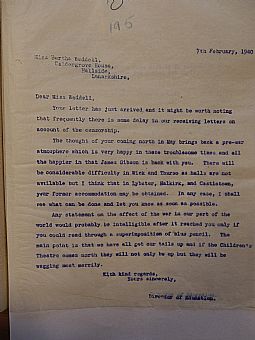 196
7th February, 1940
Miss Bertha Waddell,
Caldergrove House,
Hallside,
Lanarkshire.
Dear Miss Waddell,
Your letter has just arrived and it might be worth noting
that frequently there is some delay in our receiving letters on
account of the censorship.
The thought of your coming north in May brings back a pre-war
atmosphere which is very happy in these troublesome times and all
the happier in that James Gibson is back with you. There will
be considerable difficulty in Wick and Thurso as halls are not
available but I think that in Lybster, Halkirk, and Castletown,
your former accommodation may be obtained. In any case, I shall
see what can be done and let you know as soon as possible.
Any statement on the effect of the war in our part of the
world would probably be intelligible after it reached you only if
you could read through a superimposition of blue pencil. The
main point is that we have all got our tails up and if the Children's
Theatre comes north they will not only be up but they will be
wagging most merrily.
With kind regards,
Yours sincerely,
Director of Education.